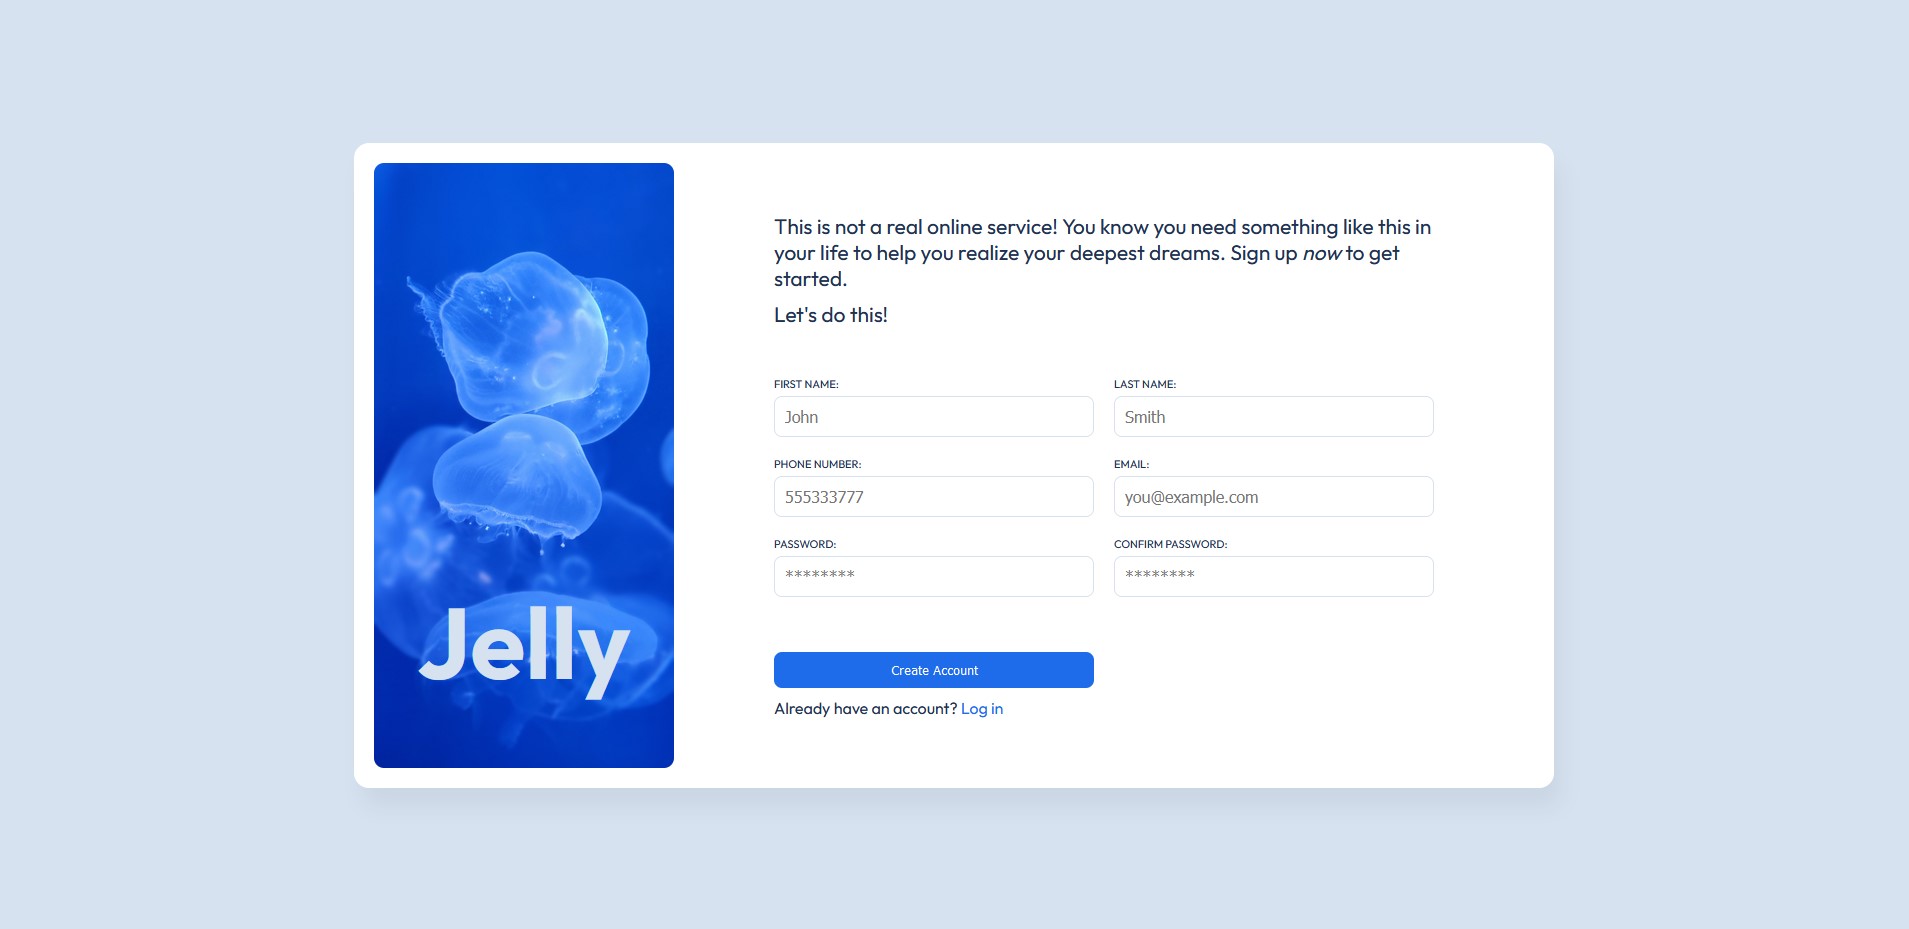 Jelly
This is not a real online service! You know you need something like this in
your life to help you realize your deepest dreams. Sign up now to get
started.
Let's do this!
FIRST NAME:
LAST NAME:
John
Smith
PHONE NUMBER:
EMAIL:
555333777
you@example.com
PASSWORD:
CONFIRM PASSWORD:
********
********
Create Account
Already have an account? Log in